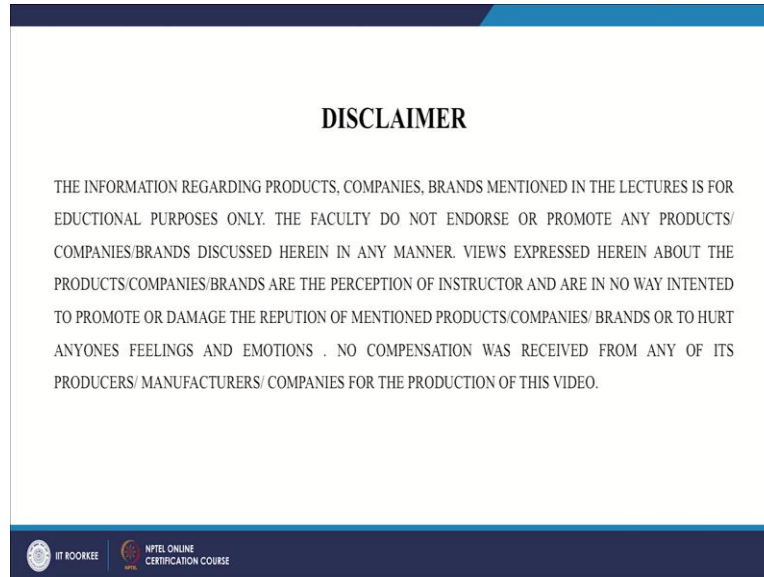 DISCLAIMER
THE INFORMATION REGARDING PRODUCTS, COMPANIES, BRANDS MENTIONED IN THE LECTURES IS FOR
EDUCTIONAL PURPOSES ONLY. THE FACULTY DO NOT ENDORSE OR PROMOTE ANY PRODUCTS/
COMPANIES/BRANDS DISCUSSED HEREIN IN ANY MANNER. VIEWS EXPRESSED HEREIN ABOUT THE
PRODUCTS/COMPANIES/BRANDS ARE THE PERCEPTION OF INSTRUCTOR AND ARE IN NO WAY INTENTED
TO PROMOTE OR DAMAGE THE REPUTION OF MENTIONED PRODUCTS/COMPANIES/ BRANDS OR TO HURT
ANYONES FEELINGS AND EMOTIONS . NO COMPENSATION WAS RECEIVED FROM ANY OF ITS
PRODUCERS/ MANUFACTURERS/ COMPANIES FOR THE PRODUCTION OF THIS VIDEO.
IIT ROORKEE
NPTEL
NPTEL ONLINE
CERTIFICATION COURSE